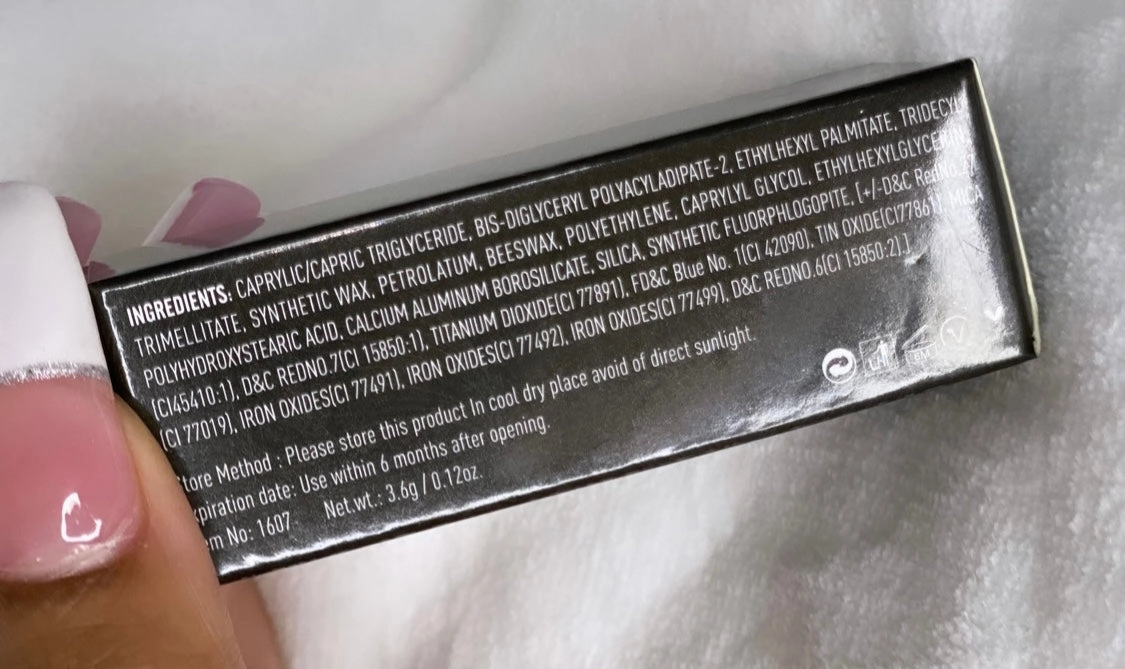 INGREDIENTS: CAPRYLIC/CAPRIC TRIGLYCERIDE, BIS-DIGLYCERYL POLYACYLADIPATE-2, ETHYLHEXYL PALMITATE, TRIDECYL
TRIMELLITATE, SYNTHETIC WAX, PETROLATUM, BEESWAX, POLYETHYLENE, CAPRYLYL GLYCOL,
POLYHYDROXYSTEARIC ACID, CALCIUM ALUMINUM BOROSILICATE, SILICA, SYNTHETIC FLUORPHLOGOPITE, [+/-D&C
(CI45410:1), D&C REDNO.7(CI 15850:1), TITANIUM DIOXIDE(CI 77891), FD&C Blue No. 1(CI 42090), TIN OXIDE(CI77861), MICA
(CI 77019), IRON OXIDES(CI 77491), IRON OXIDES(CI 77492), IRON OXIDES(CI 77499), D&C REDNO.6(CI 15850:2)]
tore Method : Please store this product In cool dry place avoid of direct sunlight.
xpiration date: Use within 6 months after opening.
m No: 1607 Net.wt.: 3.6g / 0.12oz.
6M